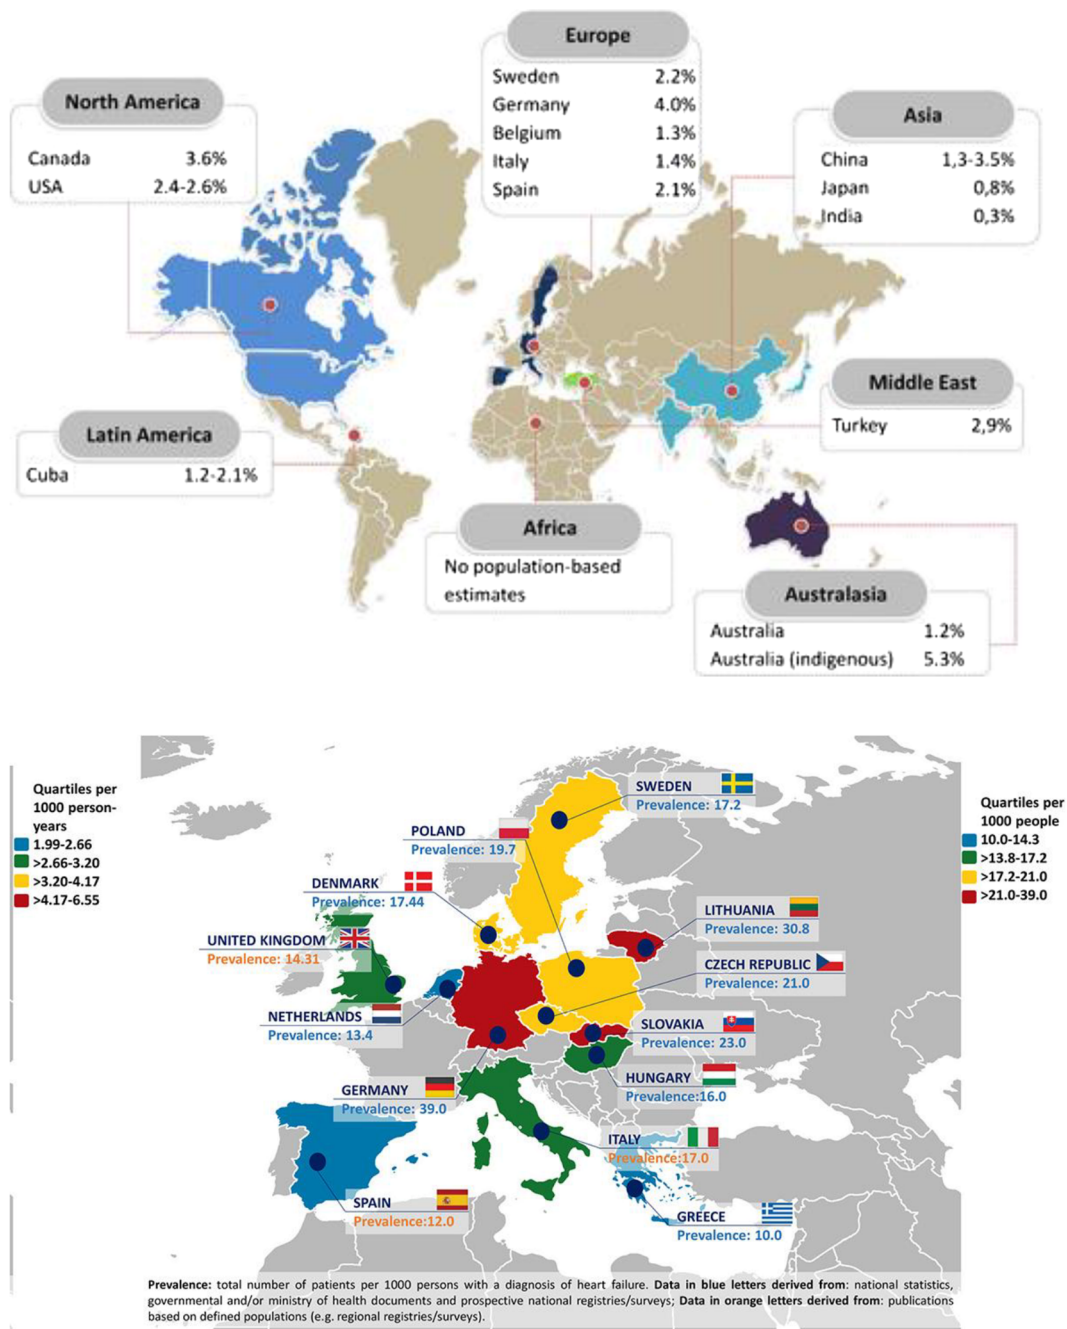 Europe
Sweden 2.2%
Germany 4.0%
Belgium 1.3%
Italy 1.4%
Spain 2.1%
North America
Canada 3.6%
USA 2.4-2.6%
Asia
China 1,3-3.5%
Japan 0,8%
India 0,3%
Middle East
Turkey 2,9%
Latin America
Cuba 1.2-2.1%
Africa
No population-based
estimates
Australasia
Australia 1.2%
Australia (indigenous) 5.3%
Quartiles per
1000 person-
years
1.99-2.66
>2.66-3.20
>3.20-4.17
>4.17-6.55
Quartiles per
1000 people
10.0-14.3
>13.8-17.2
>17.2-21.0
>21.0-39.0
SWEDEN
Prevalence: 17.2
POLAND
Prevalence: 19.7
DENMARK
Prevalence: 17.44
LITHUANIA
Prevalence: 30.8
UNITED KINGDOM
Prevalence: 14.31
CZECH REPUBLIC
Prevalence: 21.0
NETHERLANDS
Prevalence: 13.4
SLOVAKIA
Prevalence: 23.0
GERMANY
Prevalence: 39.0
HUNGARY
Prevalence:16.0
ITALY
Prevalence:17.0
SPAIN
Prevalence:12.0
GREECE
Prevalence: 10.0
Prevalence: total number of patients per 1000 persons with a diagnosis of heart failure. Data in blue letters derived from: national statistics,
governmental and/or ministry of health documents and prospective national registries/surveys; Data in orange letters derived from: publications
based on defined populations (e.g. regional registries/surveys).